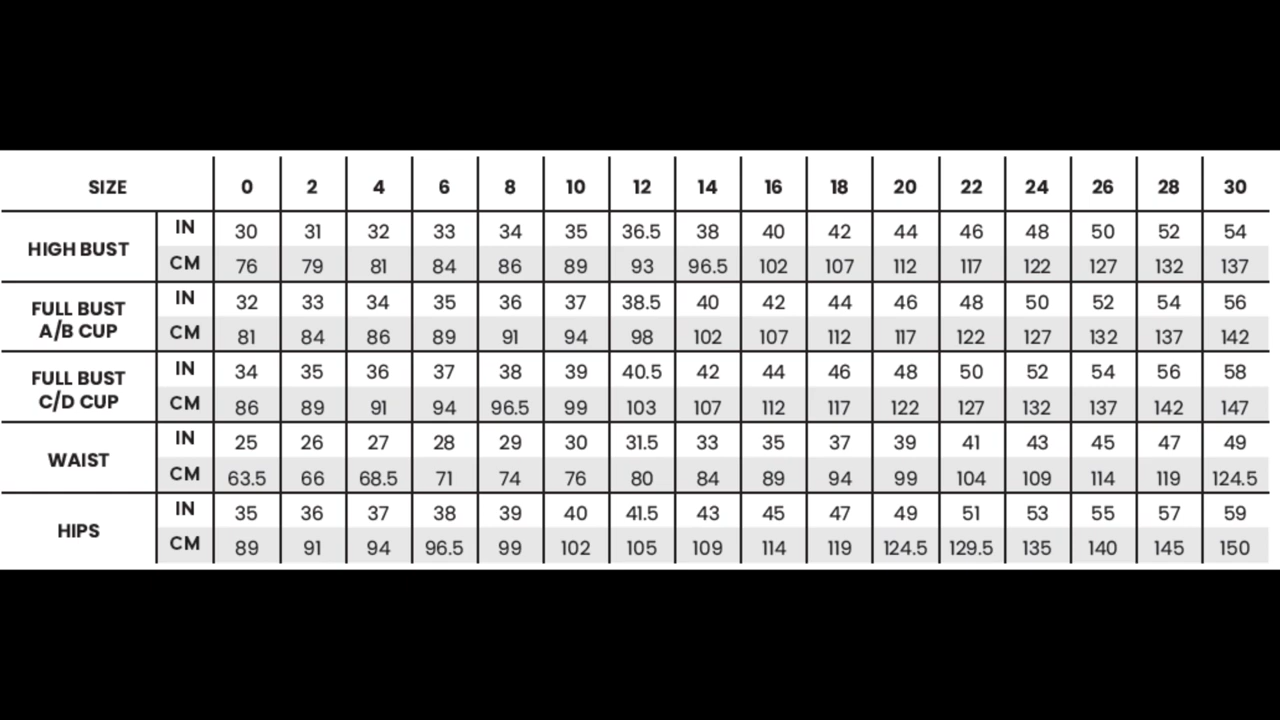 SIZE 0 2 4 6 8 10 12 14 16 18 20 22 24 26 28 30
HIGH BUST IN 30 31 32 33 34 35 36.5 38 40 42 44 46 48 50 52 54
CM 76 79 81 84 86 89 93 96.5 102 107 112 117 122 127 132 137
FULL BUST A/B CUP IN 32 33 34 35 36 37 38.5 40 42 44 46 48 50 52 54 56
CM 81 84 86 89 91 94 98 102 107 112 117 122 127 132 137 142
FULL BUST C/D CUP IN 34 35 36 37 38 39 40.5 42 44 46 48 50 52 54 56 58
CM 86 89 91 94 96.5 99 103 107 112 117 122 127 132 137 142 147
WAIST IN 25 26 27 28 29 30 31.5 33 35 37 39 41 43 45 47 49
CM 63.5 66 68.5 71 74 76 80 84 89 94 99 104 109 114 119 124.5
HIPS IN 35 36 37 38 39 40 41.5 43 45 47 49 51 53 55 57 59
CM 89 91 94 96.5 99 102 105 109 114 119 124.5 129.5 135 140 145 150